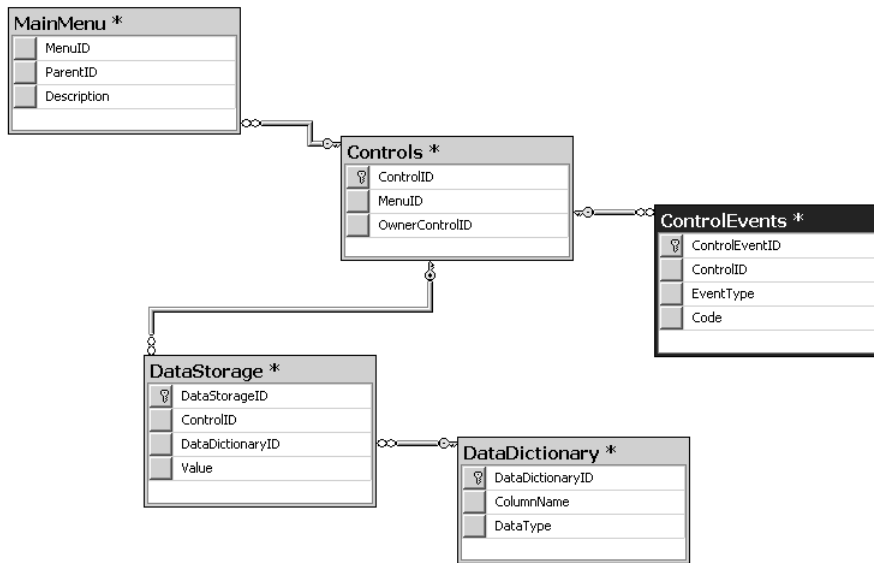 MainMenu *
MenuID
ParentID
Description
Controls *
ControlID
MenuID
OwnerControlID
ControlEvents *
ControlEventID
ControlID
EventType
Code
DataStorage *
DataStorageID
ControlID
DataDictionaryID
Value
DataDictionary *
DataDictionaryID
ColumnName
DataType